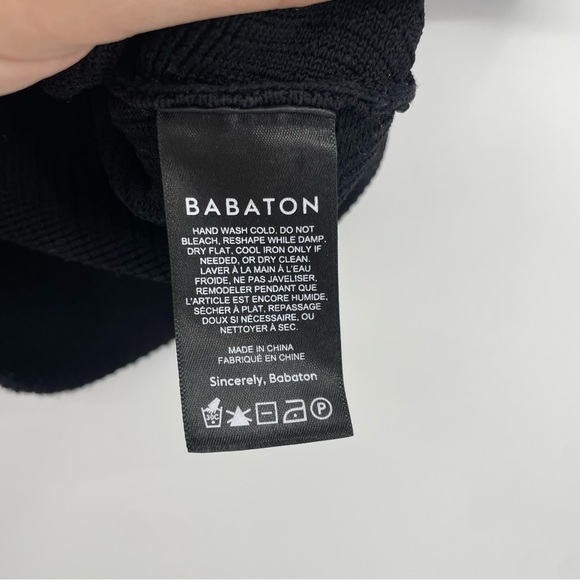 BABATON
HAND WASH COLD, DO NOT
BLEACH, RESHAPE WHILE DAMP.
DRY FLAT, COOL IRON ONLY IF
NEEDED, OR DRY CLEAN.
LAVER À LA MAIN À L'EAU
FROIDE, NE PAS JAVELISER,
REMODELER PENDANT QUE
L'ARTICLE EST ENCORE HUMIDE,
SÉCHER À PLAT, REPASSAGE
DOUX SI NÉCESSAIRE, OU
NETTOYER À SEC.
MADE IN CHINA
FABRIQUÉ EN CHINE
Sincerely, Babaton
30C P